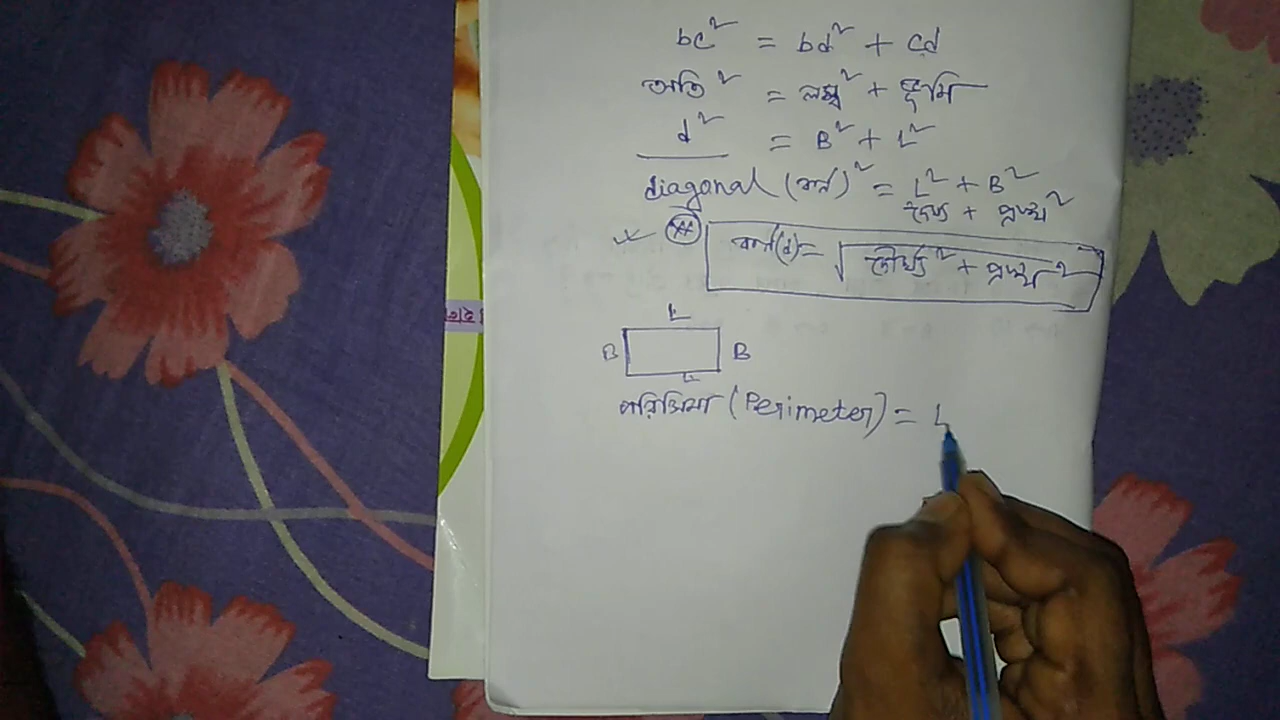 bc² = bd² + cd
অতি² = লম্ব² + ভূমি
d² = B² + L²
diagonal (কর্ন)² = L² + B²
দৈর্ঘ্য + প্রস্থ²
কর্ন(d) = √দৈর্ঘ্য² + প্রস্থ²
L
B B
L
পরিসিমা (Perimeter) = L